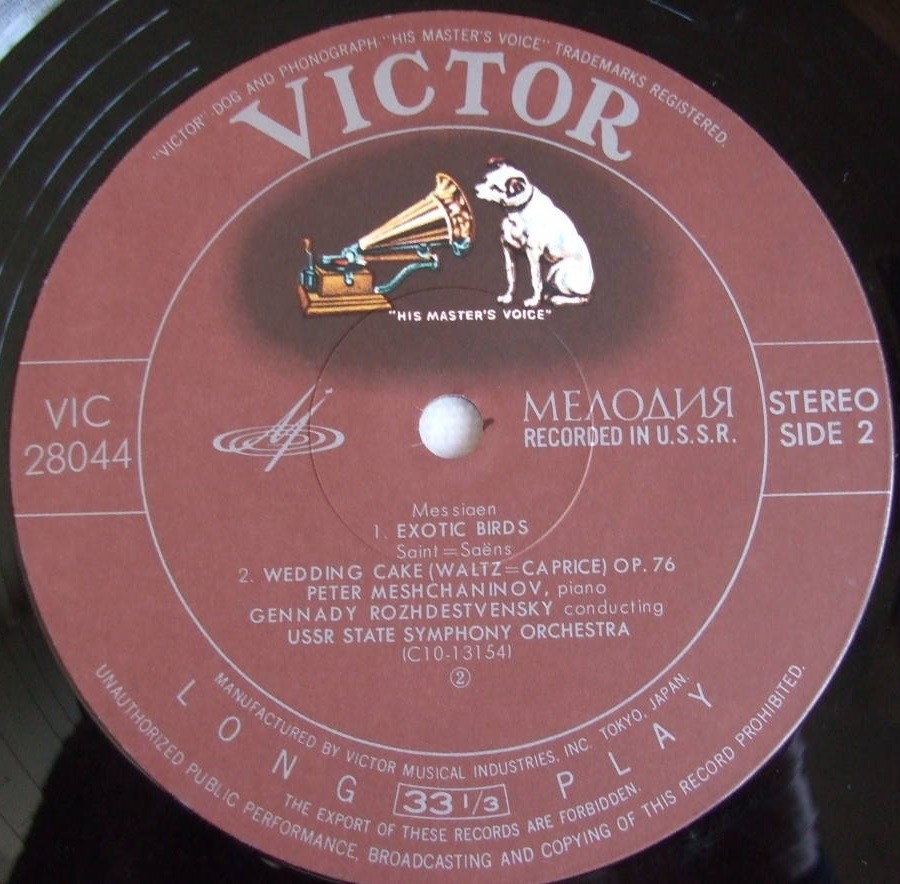 "VICTOR"·DOG AND PHONOGRAPH "HIS MASTER'S VOICE" TRADEMARKS REGISTERED.
VICTOR
"HIS MASTER'S VOICE"
VIC
28044
МЕЛОДИЯ
RECORDED IN U.S.S.R.
STEREO
SIDE 2
Messiaen
1. EXOTIC BIRDS
Saint=Saëns
2. WEDDING CAKE (WALTZ=CAPRICE) OP. 76
PETER MESHCHANINOV, piano
GENNADY ROZHDESTVENSKY conducting
USSR STATE SYMPHONY ORCHESTRA
(C10-13154)
②
MANUFACTURED BY VICTOR MUSICAL INDUSTRIES, INC. TOKYO, JAPAN.
LONG 33 1/3 PLAY
THE EXPORT OF THESE RECORDS ARE FORBIDDEN.
UNAUTHORIZED PUBLIC PERFORMANCE, BROADCASTING AND COPYING OF THIS RECORD PROHIBITED.